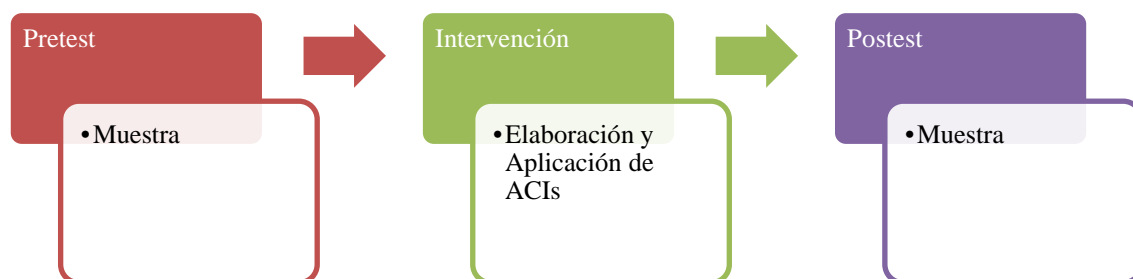 Pretest
•Muestra
Intervención
•Elaboración y
Aplicación de
ACIs
Postest
•Muestra